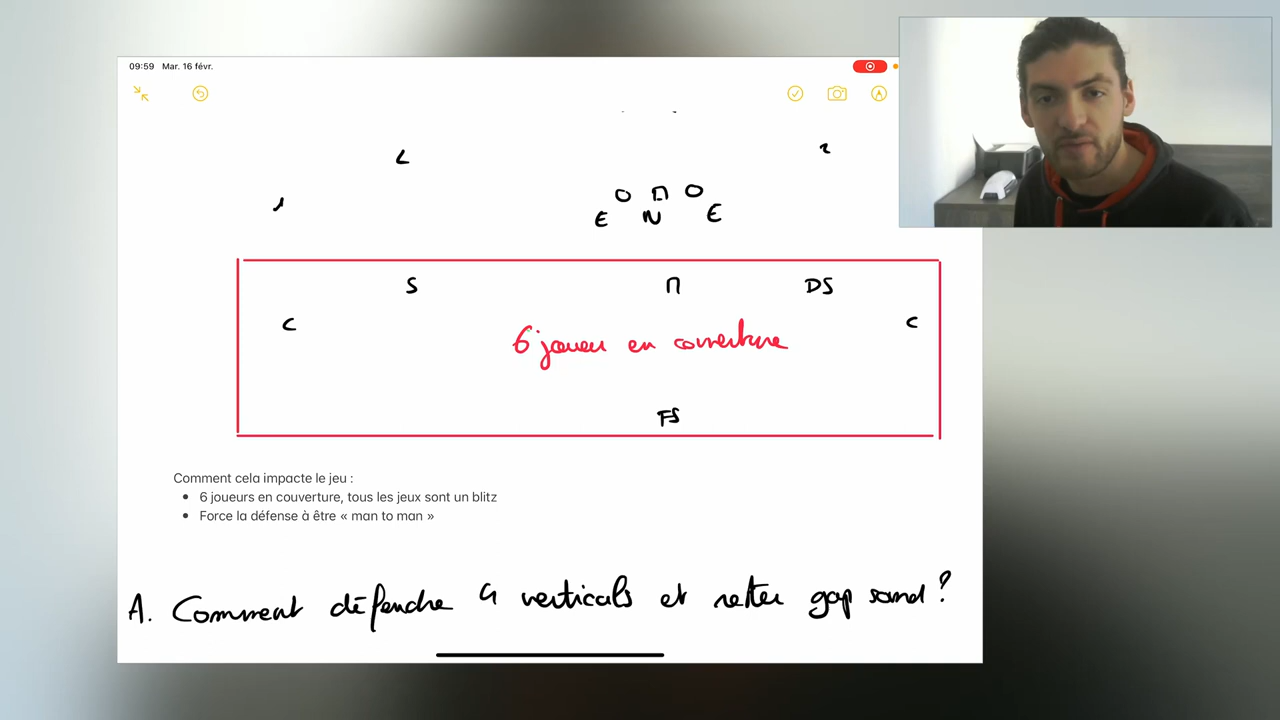 09:59 Mar. 16 févr.
L 2
1 O O
E N E
S M DS
C C
6 joueur en couverture
FS
Comment cela impacte le jeu :
• 6 joueurs en couverture, tous les jeux sont un blitz
• Force la défense à être « man to man »
A. Comment défendre 4 verticals et rester gap sound ?